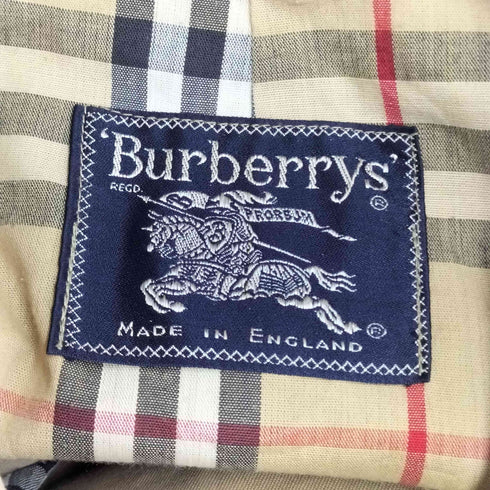 'Burberrys'
REGD.
PRORSUM
®
®
MADE IN ENGLAND